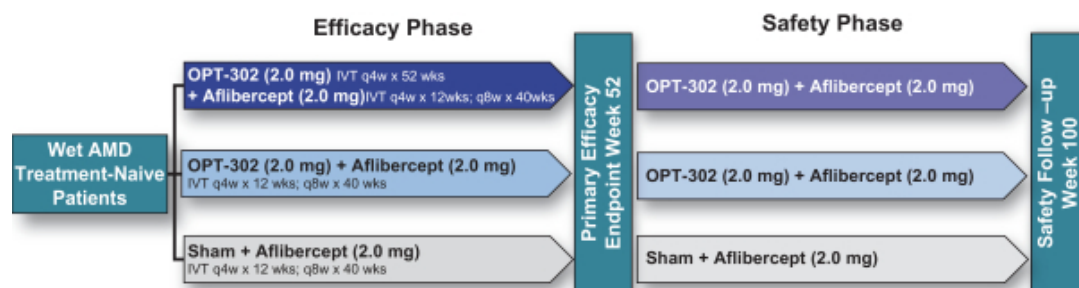 Efficacy Phase
Safety Phase
Wet AMD
Treatment-Naive
Patients
OPT-302 (2.0 mg) IVT q4w x 52 wks
+ Aflibercept (2.0 mg)IVT q4w x 12wks; q8w x 40wks
OPT-302 (2.0 mg) + Aflibercept (2.0 mg)
IVT q4w x 12 wks; q8w x 40 wks
Sham + Aflibercept (2.0 mg)
IVT q4w x 12 wks; q8w x 40 wks
Primary Efficacy
Endpoint Week 52
OPT-302 (2.0 mg) + Aflibercept (2.0 mg)
OPT-302 (2.0 mg) + Aflibercept (2.0 mg)
Sham + Aflibercept (2.0 mg)
Safety Follow –up
Week 100